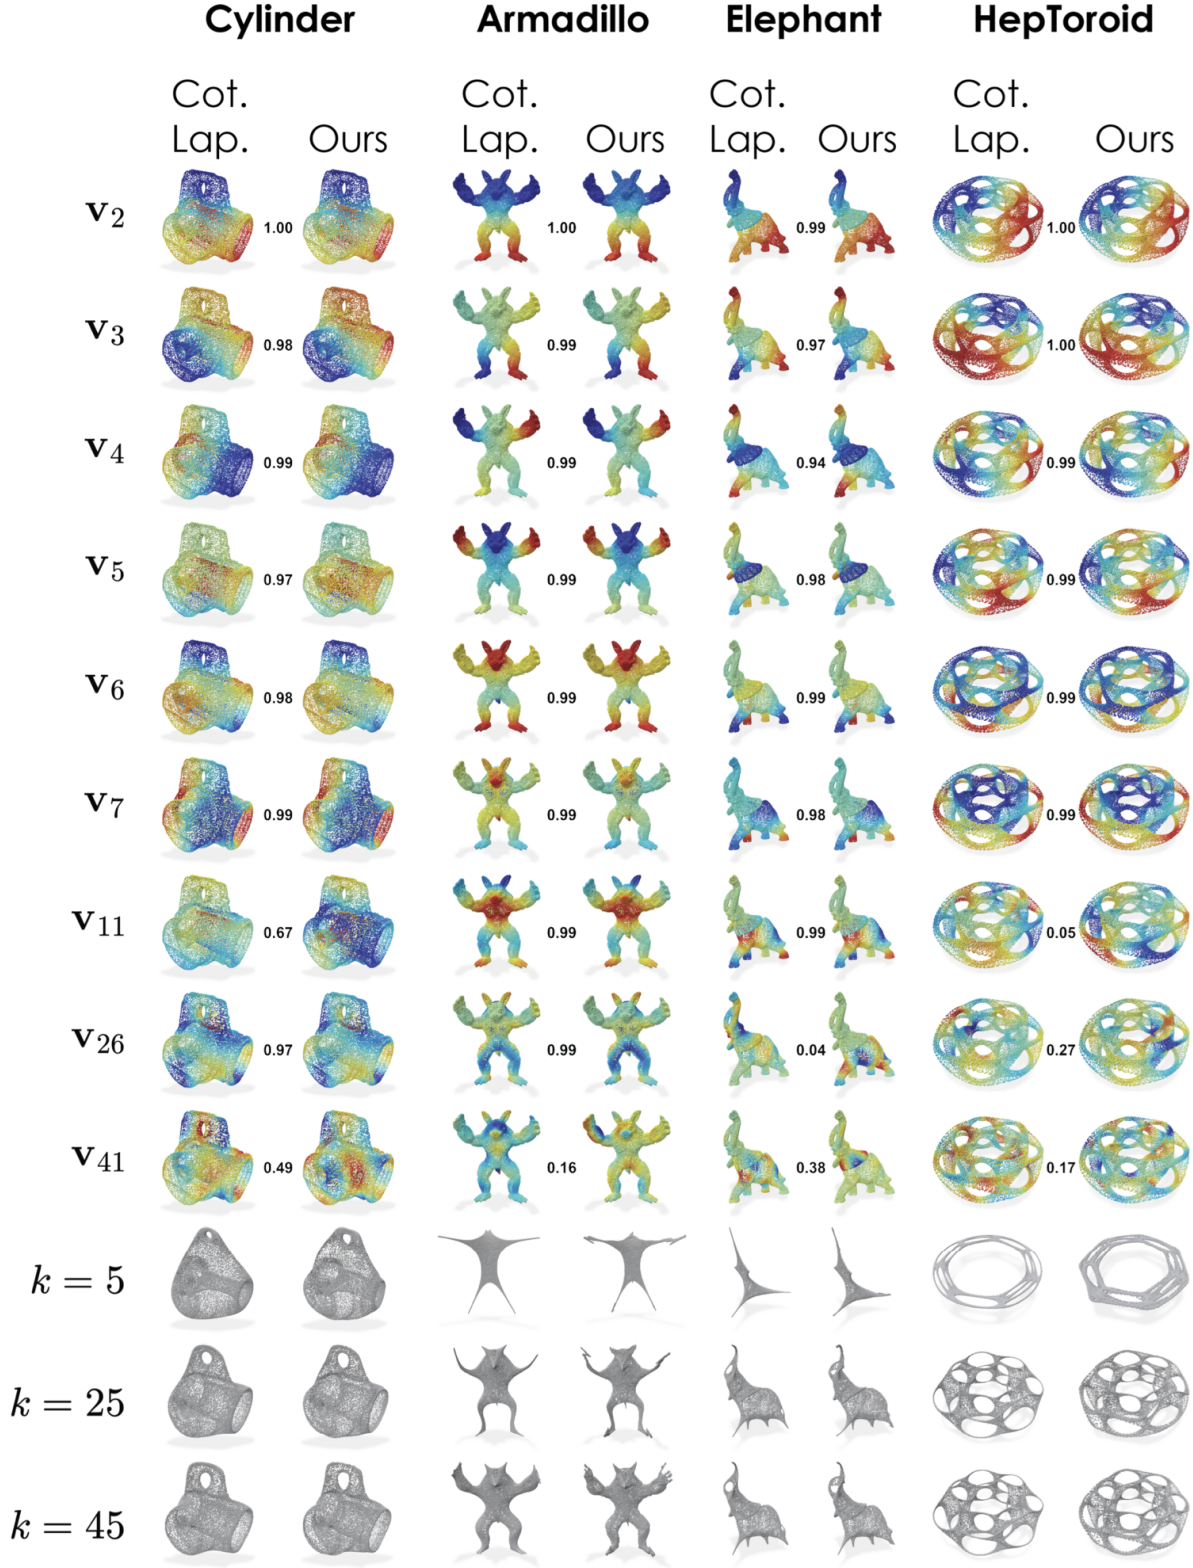 Cylinder Armadillo Elephant HepToroid
Cot. Cot. Cot. Cot.
Lap. Ours Lap. Ours Lap. Ours Lap. Ours
v2 1.00 1.00 0.99 1.00
v3 0.98 0.99 0.97 1.00
v4 0.99 0.99 0.94 0.99
v5 0.97 0.99 0.98 0.99
v6 0.98 0.99 0.99 0.99
v7 0.99 0.99 0.98 0.99
v11 0.67 0.99 0.99 0.05
v26 0.97 0.99 0.04 0.27
v41 0.49 0.16 0.38 0.17
k = 5
k = 25
k = 45